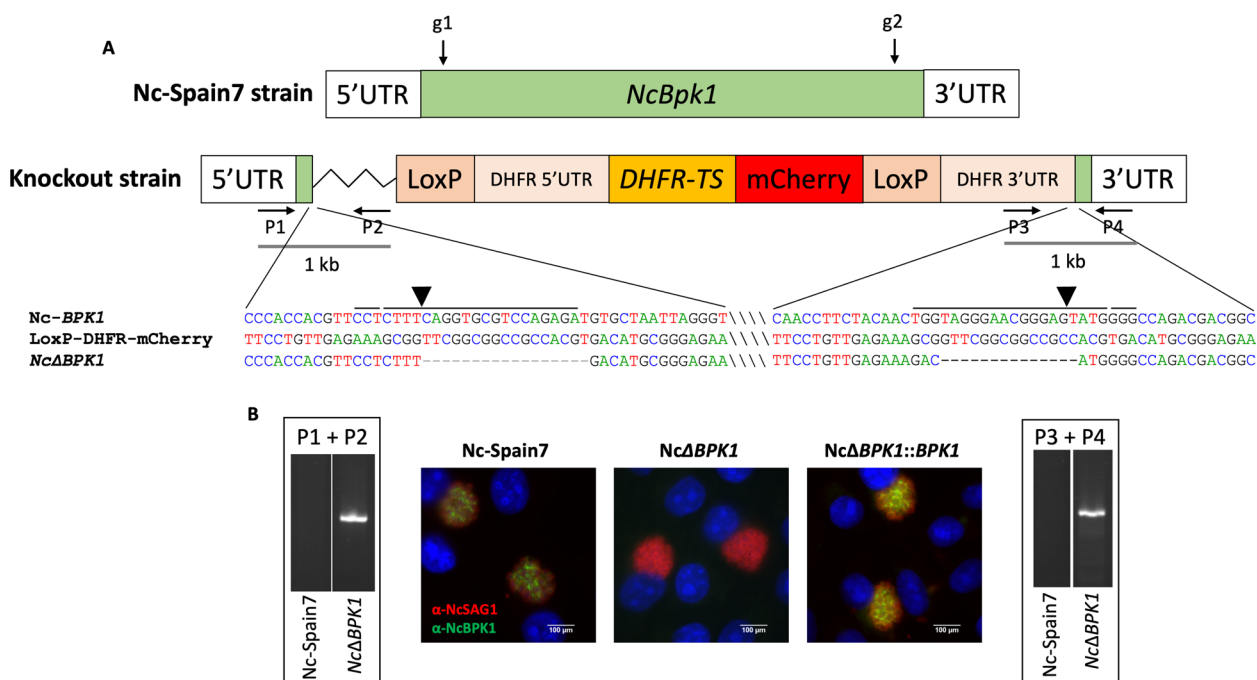 A
g1
g2
Nc-Spain7 strain
5’UTR
NcBpk1
3’UTR
Knockout strain
5’UTR
LoxP
DHFR 5’UTR
DHFR-TS
mCherry
LoxP
DHFR 3’UTR
3’UTR
P1
P2
P3
P4
1 kb
1 kb
Nc-BPK1
CCCACCACGTTCCTCTTTCAGGTGCGTCCAGAGATGTGCTAATTAGGGT\\\\ CAACCTTCTACAACTGGTAGGGAACGGGAGTATGGGGCCAGACGACGGC
LoxP-DHFR-mCherry
TTCCTGTTGAGAAAGCGGTTCGGCGGCCGCCACGTGACATGCGGGAGAA\\\\ TTCCTGTTGAGAAAGCGGTTCGGCGGCCGCCACGTGACATGCGGGAGAA
NcΔBPK1
CCCACCACGTTCCTCTTT----------------GACATGCGGGAGAA\\\\ TTCCTGTTGAGAAAGAC--------------ATGGGGCCAGACGACGGC
B
P1 + P2
Nc-Spain7
NcΔBPK1
Nc-Spain7
NcΔBPK1
NcΔBPK1::BPK1
α-NcSAG1
α-NcBPK1
100 μm
100 μm
100 μm
P3 + P4
Nc-Spain7
NcΔBPK1